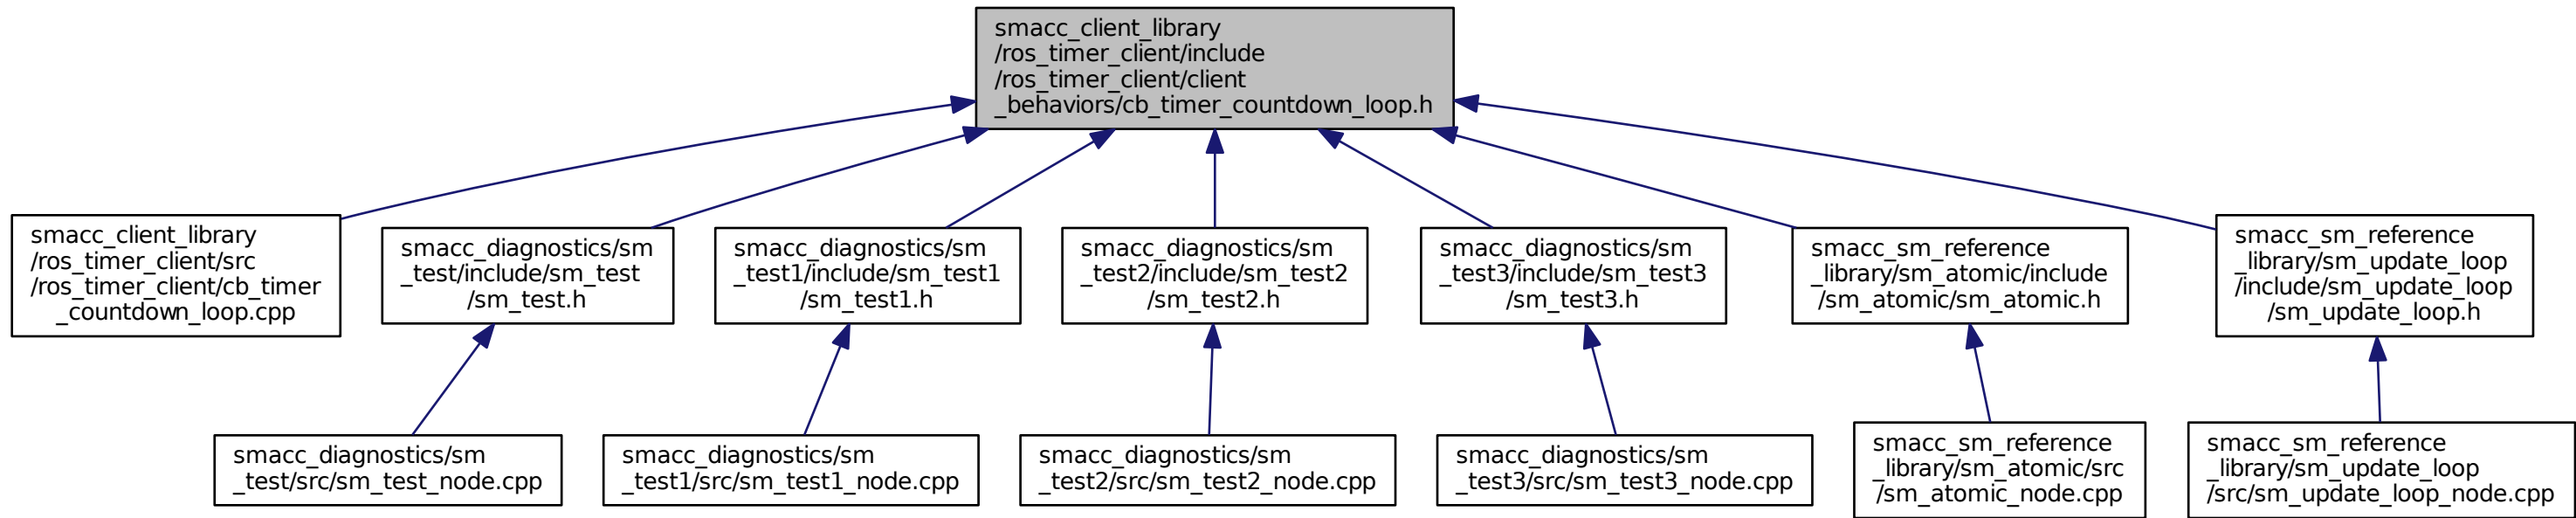 smacc_client_library
/ros_timer_client/include
/ros_timer_client/client
_behaviors/cb_timer_countdown_loop.h
smacc_client_library
/ros_timer_client/src
/ros_timer_client/cb_timer
_countdown_loop.cpp
smacc_diagnostics/sm
_test/include/sm_test
/sm_test.h
smacc_diagnostics/sm
_test1/include/sm_test1
/sm_test1.h
smacc_diagnostics/sm
_test2/include/sm_test2
/sm_test2.h
smacc_diagnostics/sm
_test3/include/sm_test3
/sm_test3.h
smacc_sm_reference
_library/sm_atomic/include
/sm_atomic/sm_atomic.h
smacc_sm_reference
_library/sm_update_loop
/include/sm_update_loop
/sm_update_loop.h
smacc_diagnostics/sm
_test/src/sm_test_node.cpp
smacc_diagnostics/sm
_test1/src/sm_test1_node.cpp
smacc_diagnostics/sm
_test2/src/sm_test2_node.cpp
smacc_diagnostics/sm
_test3/src/sm_test3_node.cpp
smacc_sm_reference
_library/sm_atomic/src
/sm_atomic_node.cpp
smacc_sm_reference
_library/sm_update_loop
/src/sm_update_loop_node.cpp